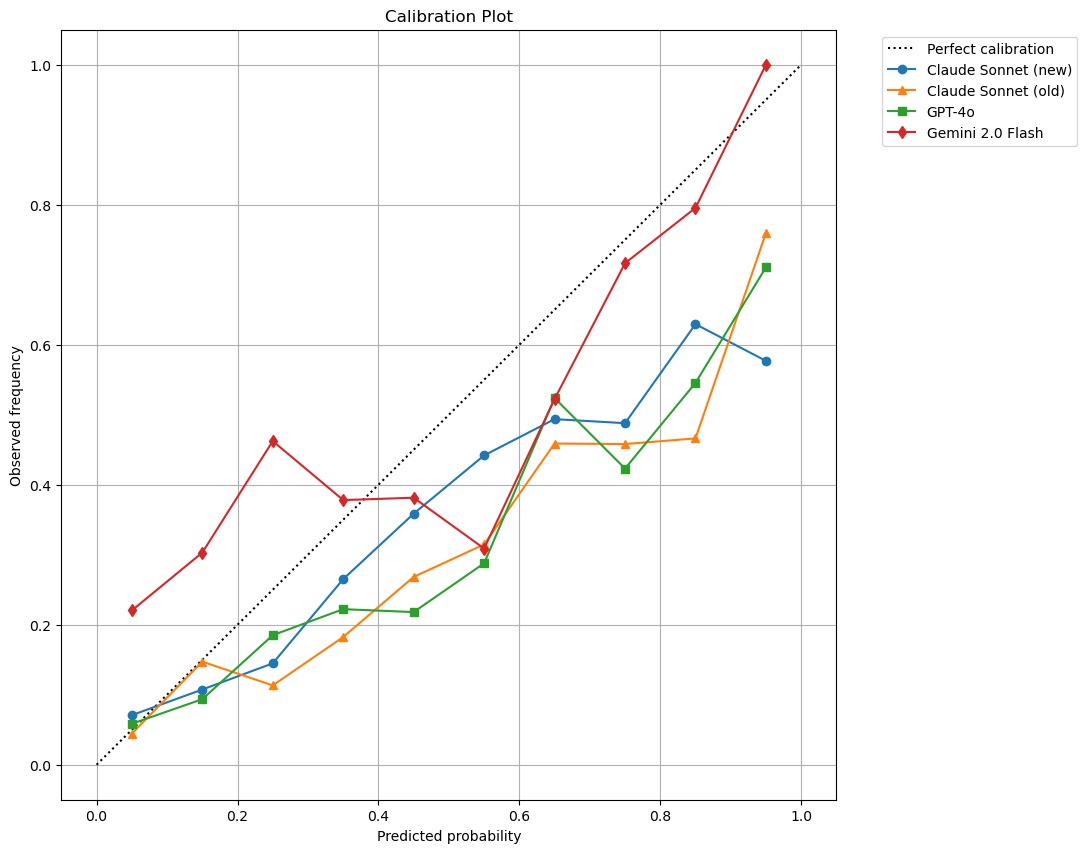 Calibration Plot
Perfect calibration
Claude Sonnet (new)
Claude Sonnet (old)
GPT-4o
Gemini 2.0 Flash
Observed frequency
1.0
0.8
0.6
0.4
0.2
0.0
0.0 0.2 0.4 0.6 0.8 1.0
Predicted probability